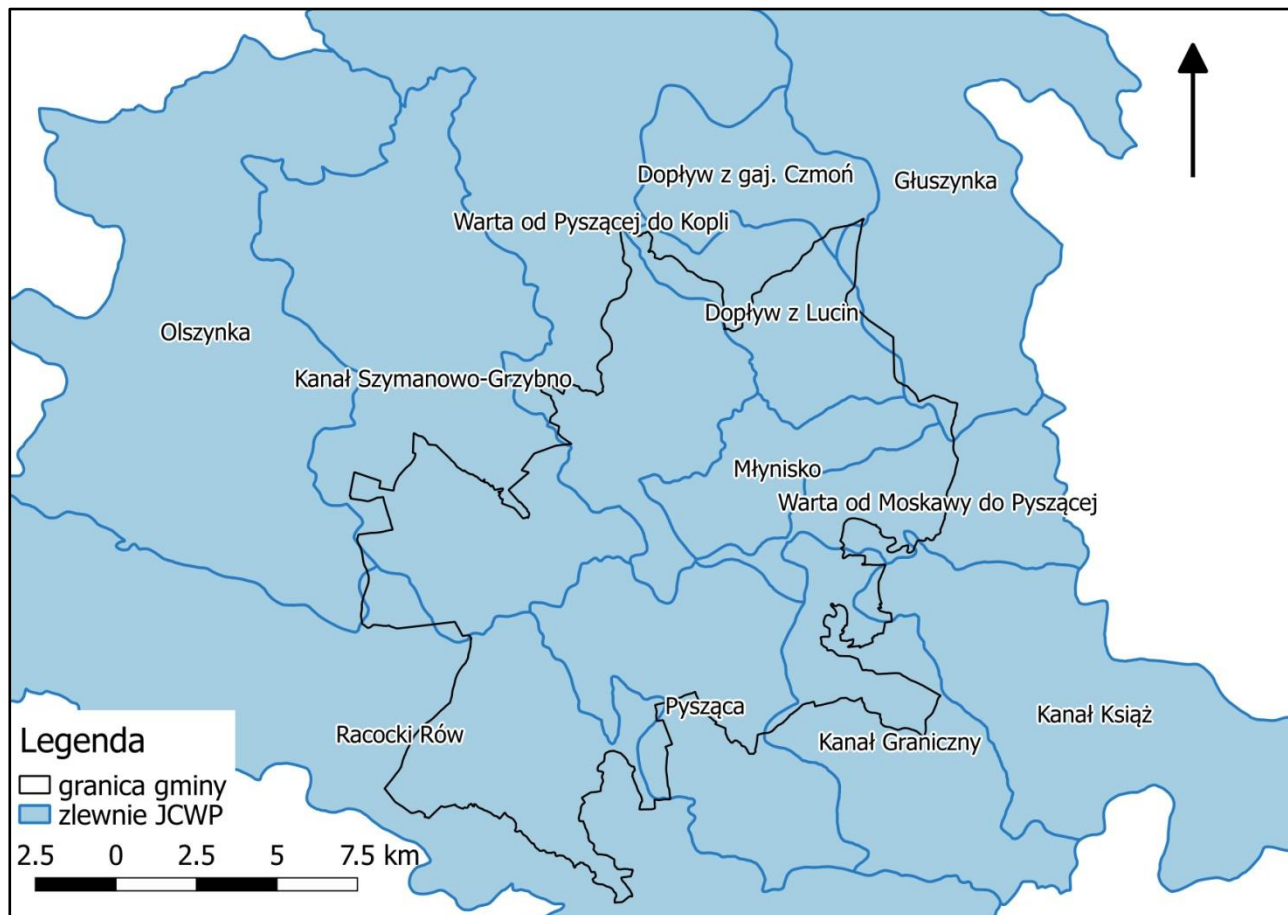 Dopływ z gaj. Czmoń
Głuszynka
Warta od Pyszącej do Kopli
Dopływ z Lucin
Olszynka
Kanał Szymanowo-Grzybno
Młynisko
Warta od Moskawy do Pyszącej
Pysząca
Kanał Książ
Racocki Rów
Kanał Graniczny
Legenda
granica gminy
zlewnie JCWP
2.5 0 2.5 5 7.5 km